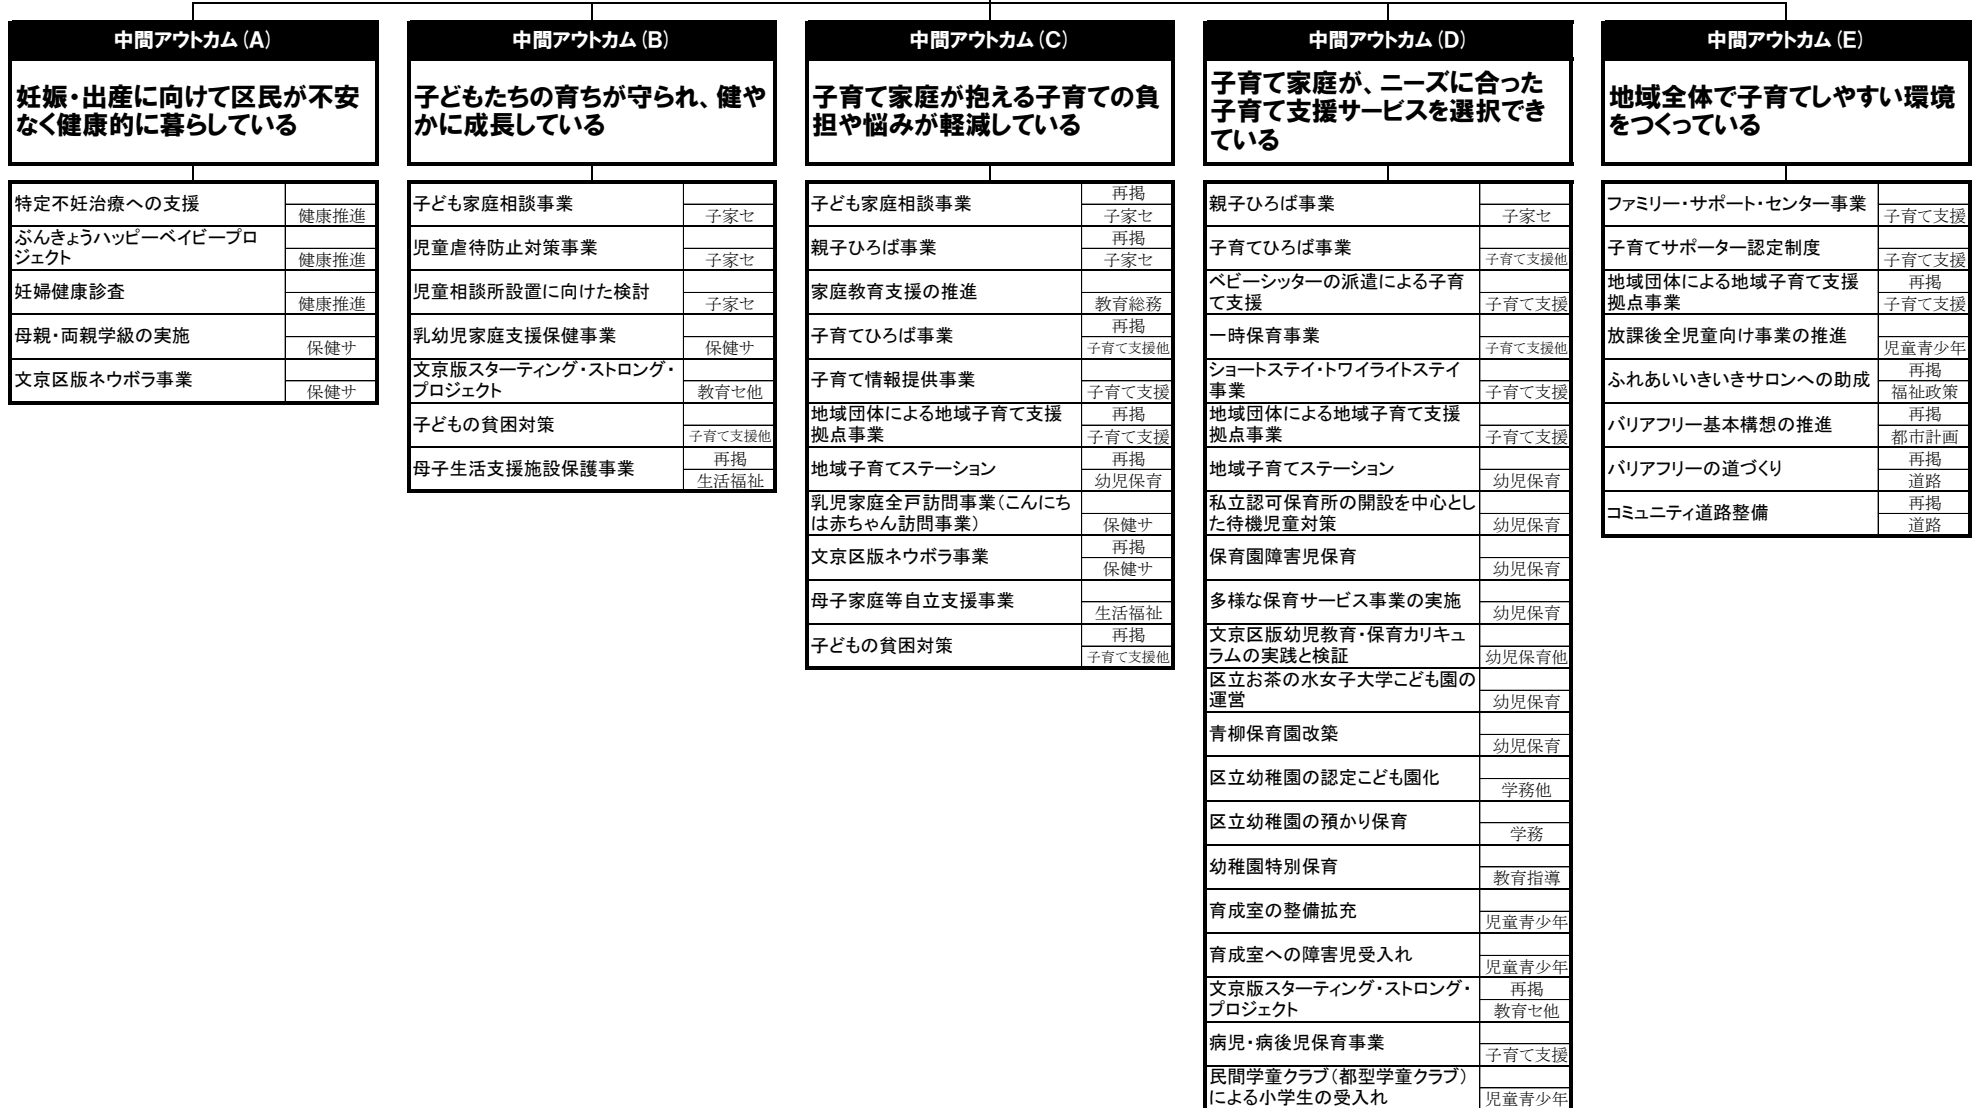 中間アウトカム(A)
妊娠・出産に向けて区民が不安
なく健康的に暮らしている
特定不妊治療への支援
健康推進
ぶんきょうハッピーベイビープロ
ジェクト
健康推進
妊婦健康診査
健康推進
母親・両親学級の実施
保健サ
文京区版ネウボラ事業
保健サ
中間アウトカム(B)
子どもたちの育ちが守られ、健や
かに成長している
子ども家庭相談事業
子家セ
児童虐待防止対策事業
子家セ
児童相談所設置に向けた検討
子家セ
乳幼児家庭支援保健事業
保健サ
文京版スターティング・ストロング・
プロジェクト
教育セ他
子どもの貧困対策
子育て支援他
母子生活支援施設保護事業
再掲
生活福祉
中間アウトカム(C)
子育て家庭が抱える子育ての負
担や悩みが軽減している
子ども家庭相談事業
再掲
子家セ
親子ひろば事業
再掲
子家セ
家庭教育支援の推進
教育総務
子育てひろば事業
再掲
子育て支援他
子育て情報提供事業
子育て支援
地域団体による地域子育て支援
拠点事業
再掲
子育て支援
地域子育てステーション
再掲
幼児保育
乳児家庭全戸訪問事業(こんにち
は赤ちゃん訪問事業)
保健サ
文京区版ネウボラ事業
再掲
保健サ
母子家庭等自立支援事業
生活福祉
子どもの貧困対策
再掲
子育て支援他
中間アウトカム(D)
子育て家庭が、ニーズに合った
子育て支援サービスを選択でき
ている
親子ひろば事業
子家セ
子育てひろば事業
子育て支援他
ベビーシッターの派遣による子育
て支援
子育て支援
一時保育事業
子育て支援他
ショートステイ・トワイライトステイ
事業
子育て支援
地域団体による地域子育て支援
拠点事業
子育て支援
地域子育てステーション
幼児保育
私立認可保育所の開設を中心とし
た待機児童対策
幼児保育
保育園障害児保育
幼児保育
多様な保育サービス事業の実施
幼児保育
文京区版幼児教育・保育カリキュ
ラムの実践と検証
幼児保育他
区立お茶の水女子大学こども園の
運営
幼児保育
青柳保育園改築
幼児保育
区立幼稚園の認定こども園化
学務他
区立幼稚園の預かり保育
学務
幼稚園特別保育
教育指導
育成室の整備拡充
児童青少年
育成室への障害児受入れ
児童青少年
文京版スターティング・ストロング・
プロジェクト
再掲
教育セ他
病児・病後児保育事業
子育て支援
民間学童クラブ(都型学童クラブ)
による小学生の受入れ
児童青少年
中間アウトカム(E)
地域全体で子育てしやすい環境
をつくっている
ファミリー・サポート・センター事業
子育て支援
子育てサポーター認定制度
子育て支援
地域団体による地域子育て支援
拠点事業
再掲
子育て支援
放課後全児童向け事業の推進
児童青少年
ふれあいいきいきサロンへの助成
再掲
福祉政策
バリアフリー基本構想の推進
再掲
都市計画
バリアフリーの道づくり
再掲
道路
コミュニティ道路整備
再掲
道路